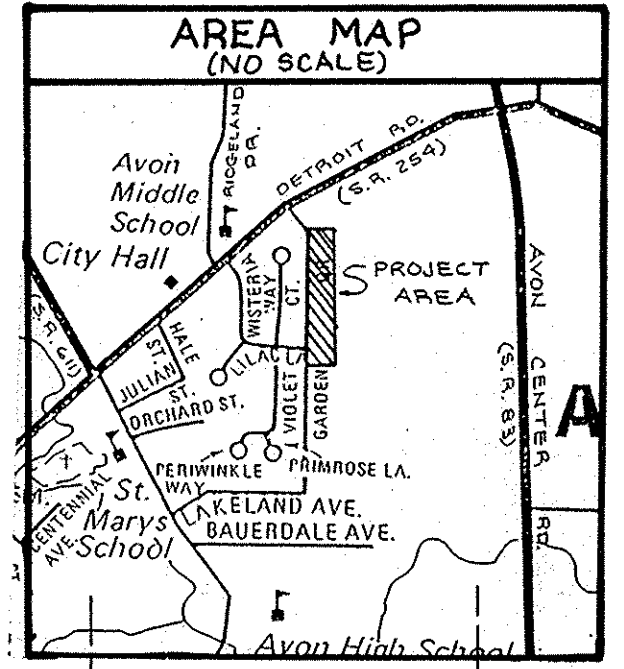 AREA MAP
(NO SCALE)
RIDGELAND DR.
DETROIT RD.
(S.R. 254)
Avon
Middle
School
City Hall
PROJECT
AREA
WISTERIA
WAY
CT.
AVON CENTER RD.
(S.R. 83)
(S.R. 611)
HALE
ST.
JULIAN
ST.
LILAC LA
ORCHARD ST.
VIOLET
GARDEN
A
PERIWINKLE
WAY
PRIMROSE LA.
CENTENNIAL
AVE.
St.
Marys
School
LAKELAND AVE.
BAUERDALE AVE.
Avon High School